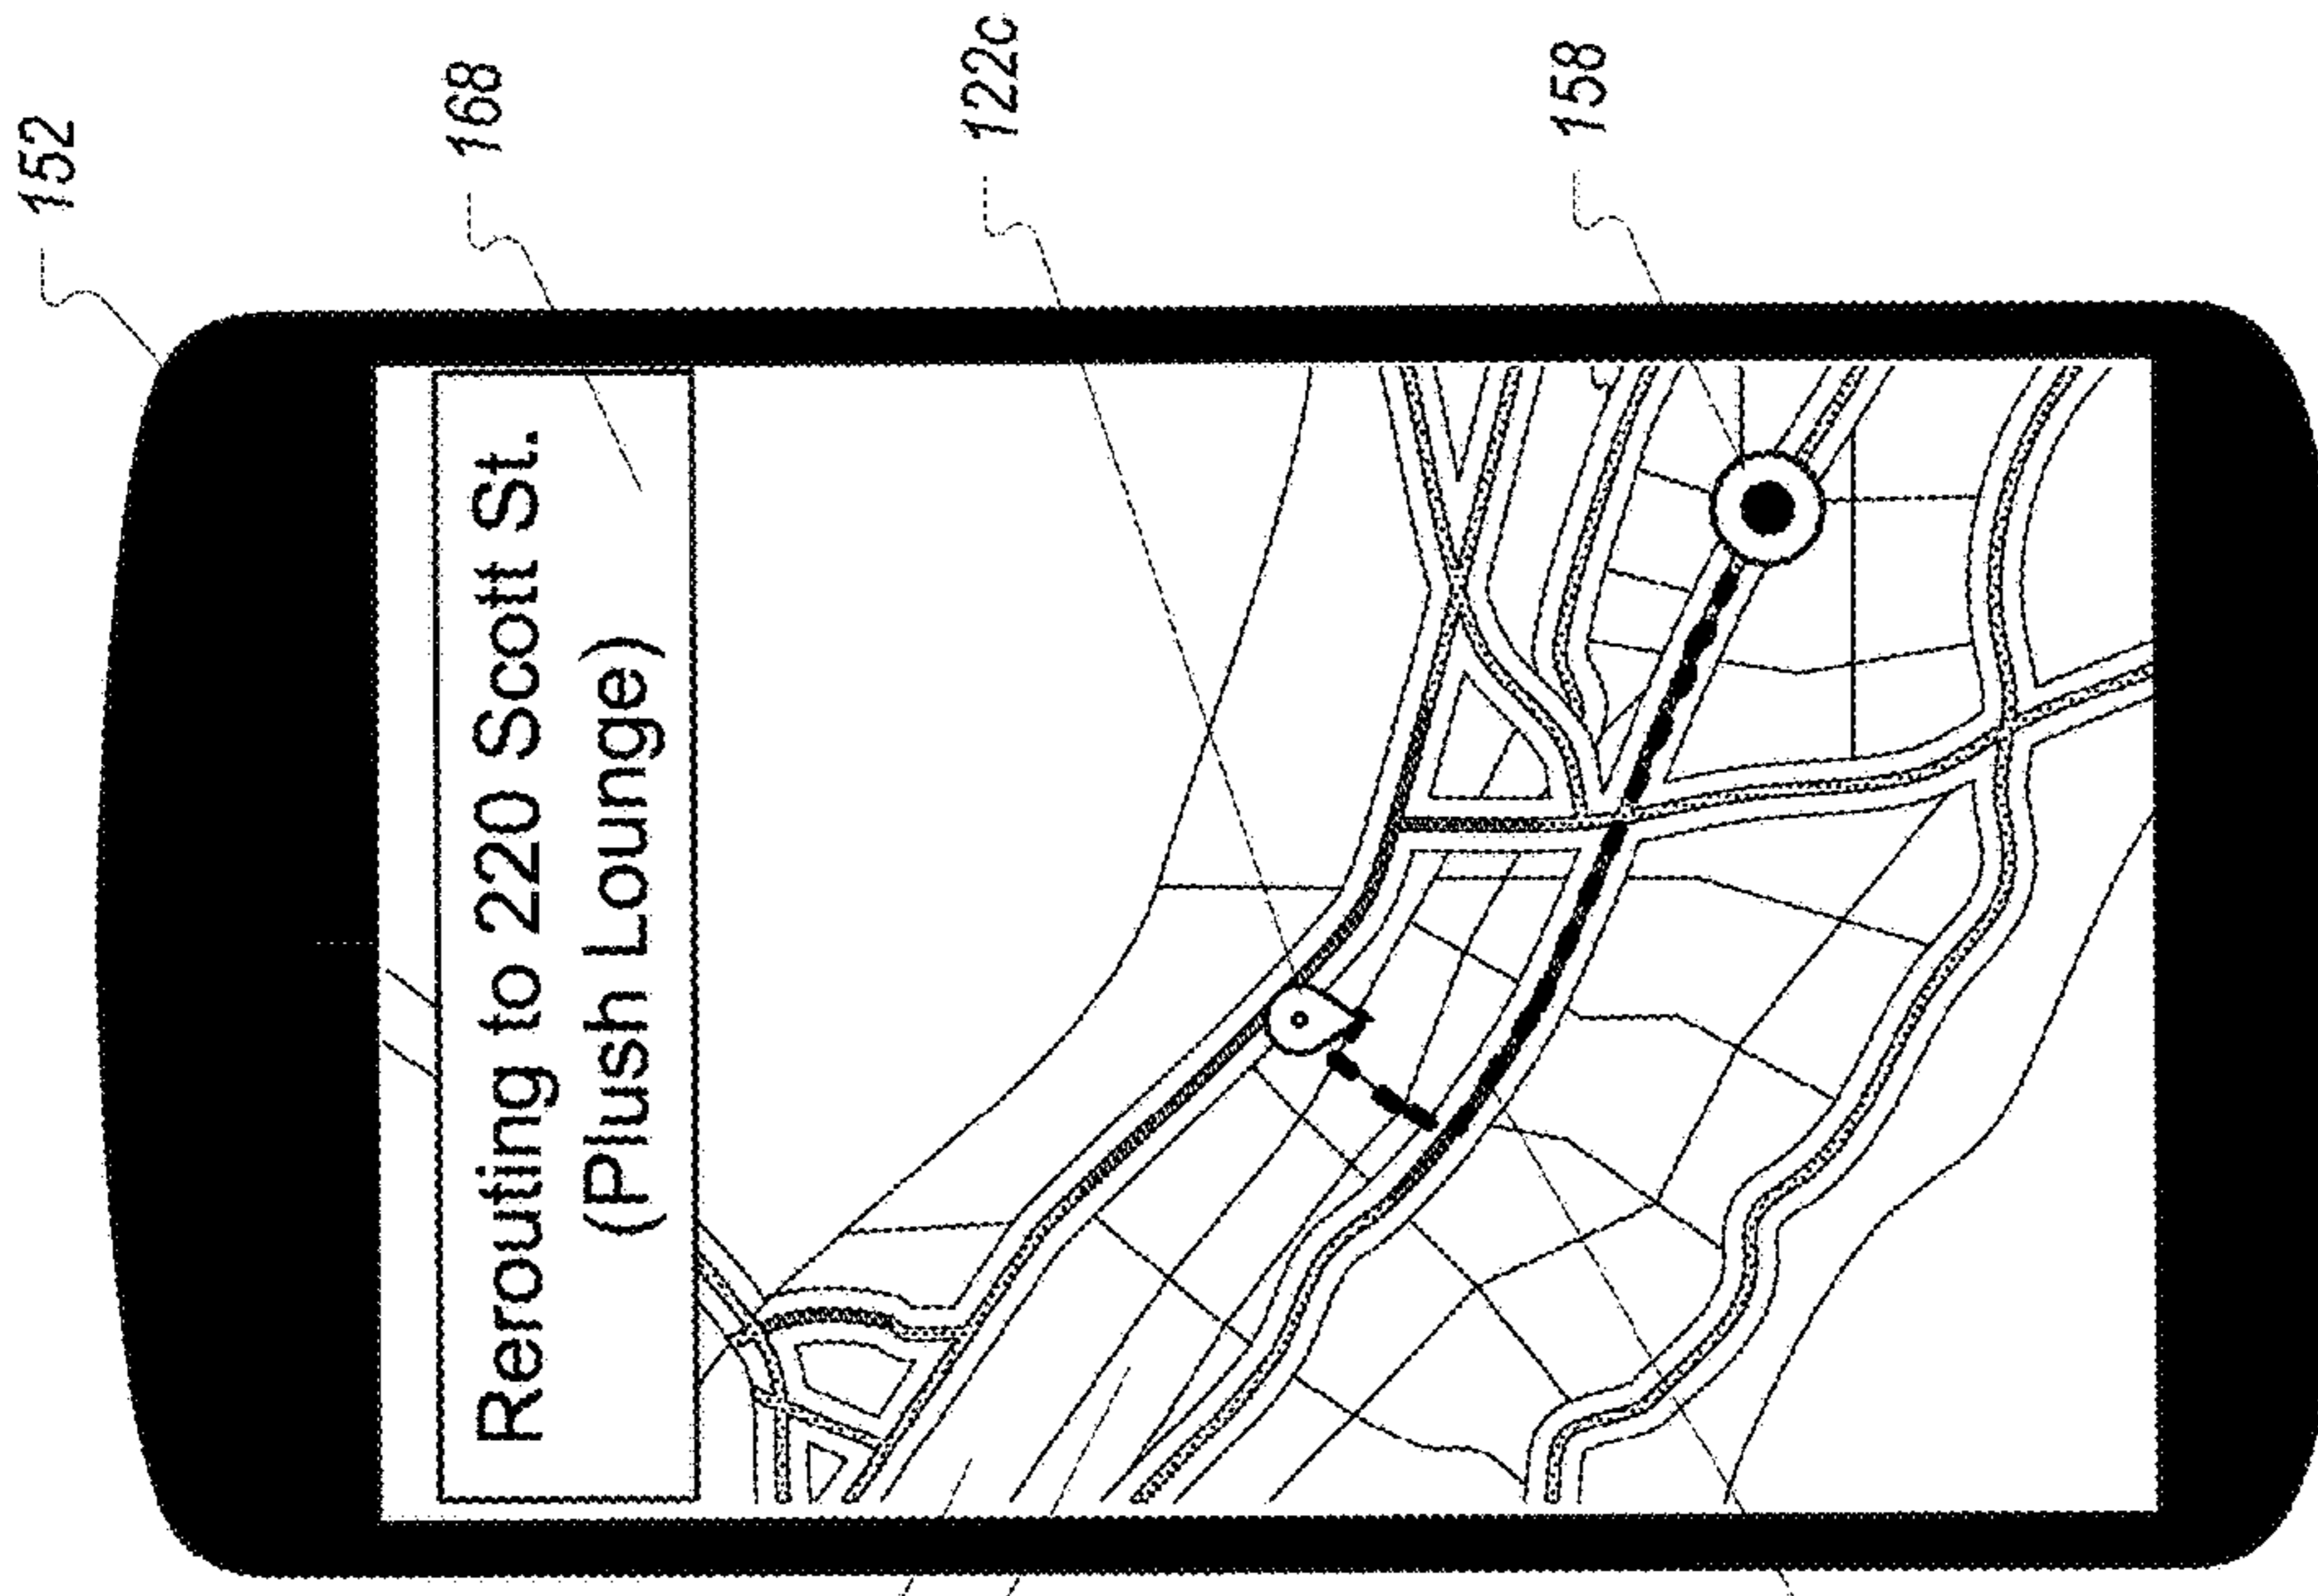 152
168
Rerouting to 220 Scott St.
(Plush Lounge)
122c
158